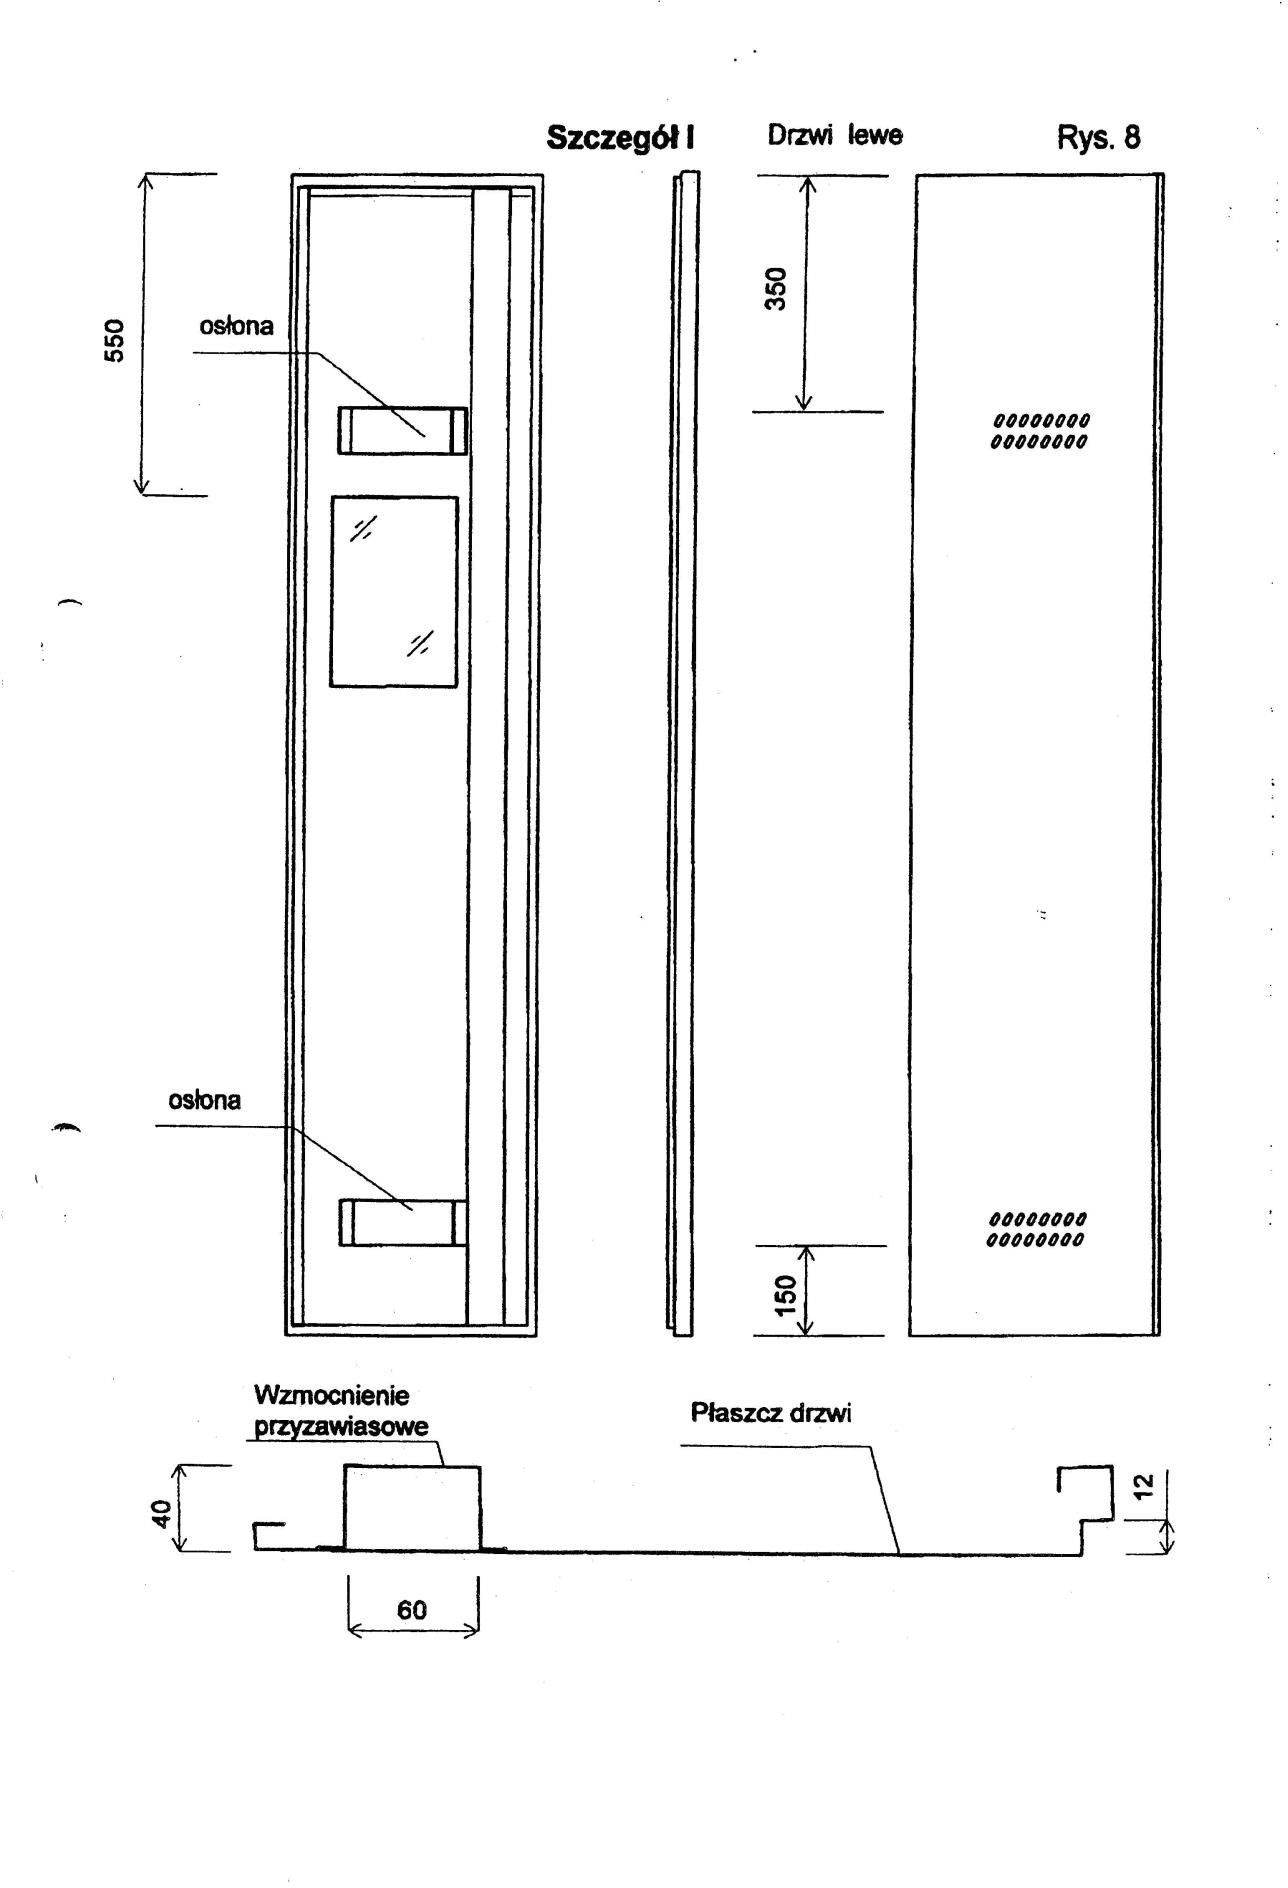 Szczegół I Drzwi lewe Rys. 8
550
osłona
350
osłona
150
Wzmocnienie
przyzawiasowe
Płaszcz drzwi
40
12
60